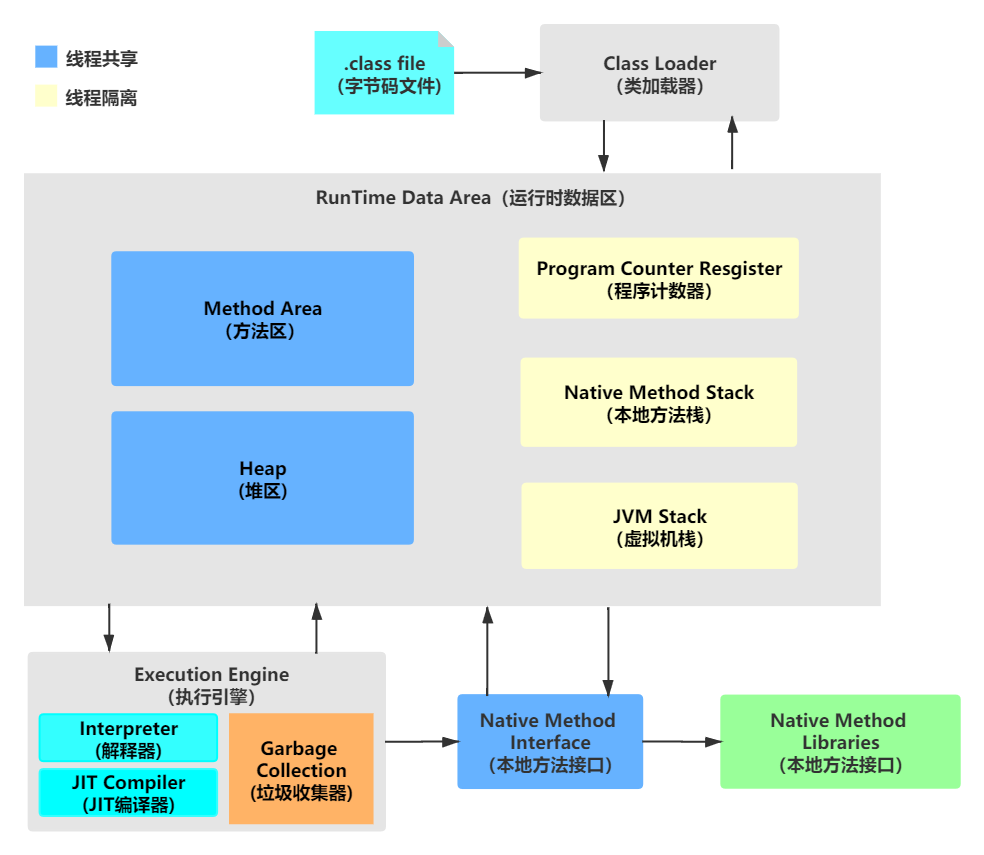 线程共享
线程隔离
.class file
（字节码文件)
Class Loader
（类加载器）
RunTime Data Area（运行时数据区）
Method Area
（方法区）
Heap
（堆区）
Program Counter Resgister
（程序计数器）
Native Method Stack
（本地方法栈）
JVM Stack
（虚拟机栈）
Execution Engine
（执行引擎）
Interpreter
（解释器）
JIT Compiler
（JIT编译器）
Garbage
Collection
（垃圾收集器）
Native Method
Interface
（本地方法接口）
Native Method
Libraries
（本地方法接口）